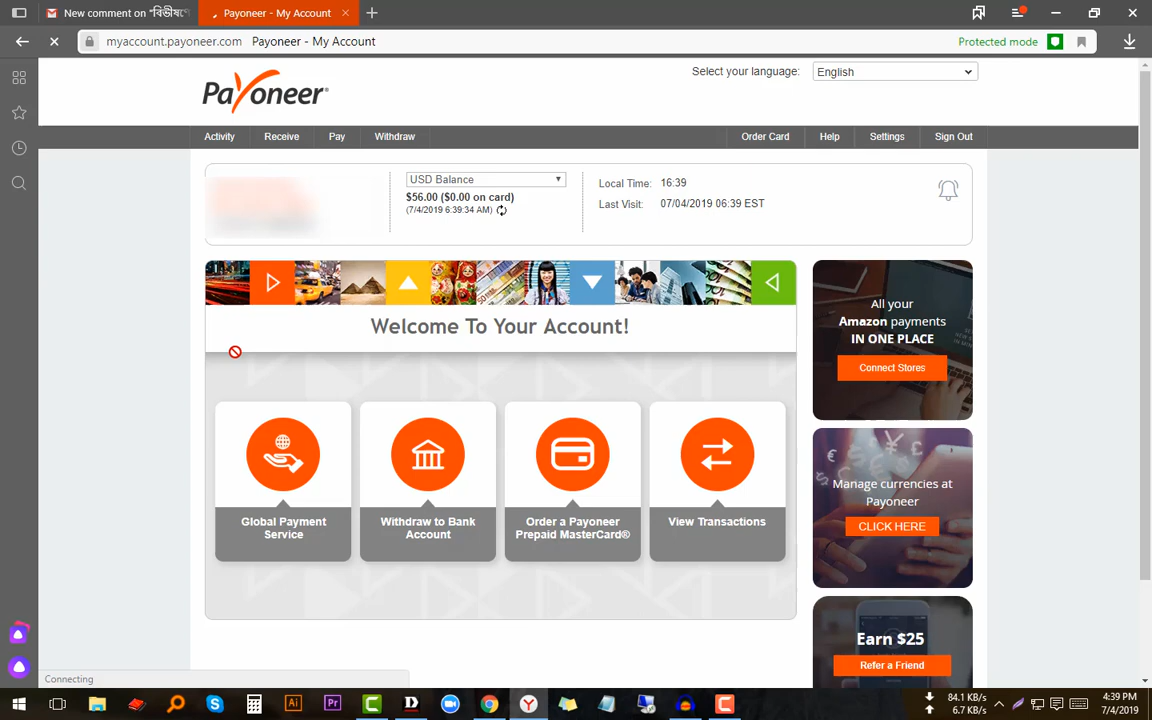 New comment on "বিভীষণে
Payoneer - My Account
myaccount.payoneer.com Payoneer - My Account
Protected mode
Payoneer®
Select your language:
English
Activity
Receive
Pay
Withdraw
Order Card
Help
Settings
Sign Out
USD Balance
$56.00 ($0.00 on card)
(7/4/2019 6:39:34 AM)
Local Time: 16:39
Last Visit: 07/04/2019 06:39 EST
Welcome To Your Account!
Global Payment
Service
Withdraw to Bank
Account
Order a Payoneer
Prepaid MasterCard®
View Transactions
All your
Amazon payments
IN ONE PLACE
Connect Stores
Manage currencies at
Payoneer
CLICK HERE
Earn $25
Refer a Friend
Connecting
84.1 KB/s
6.7 KB/s
4:39 PM
7/4/2019